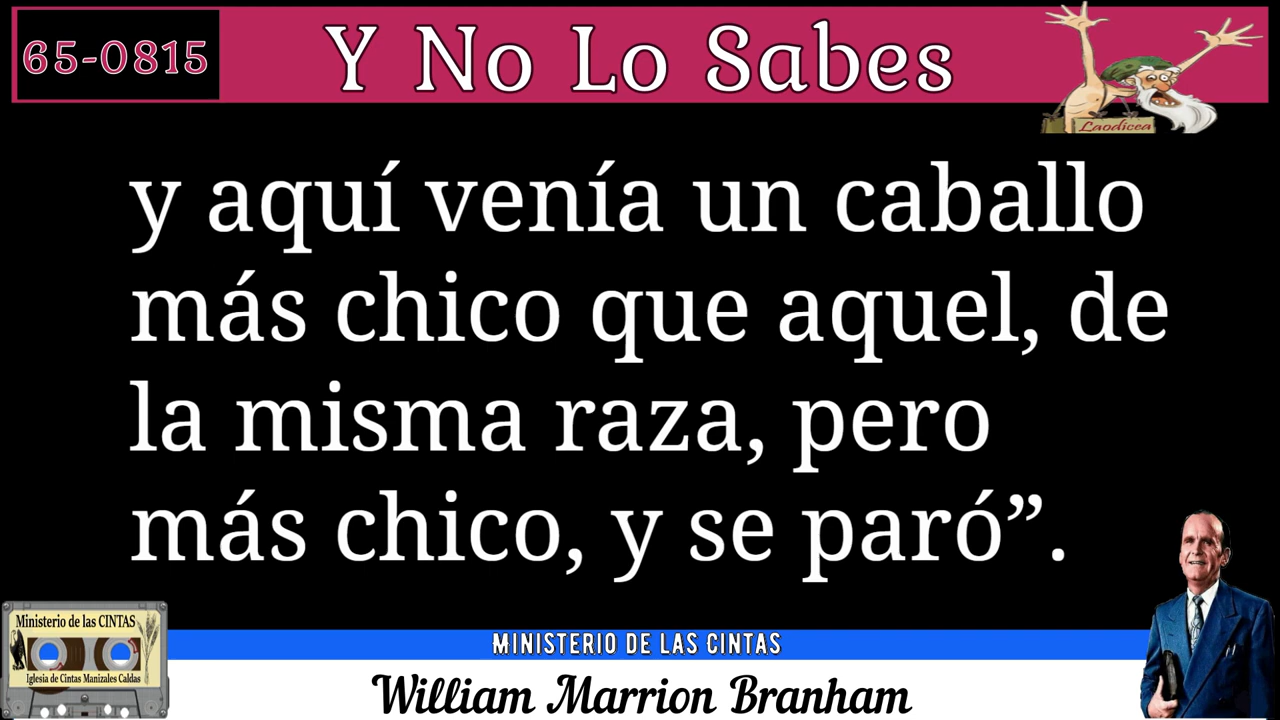 65-0815
Y No Lo Sabes
Laodicea
y aquí venía un caballo
más chico que aquel, de
la misma raza, pero
más chico, y se paró”.
Ministerio de las CINTAS
Iglesia de Cintas Manizales Caldas
MINISTERIO DE LAS CINTAS
William Marrion Branham